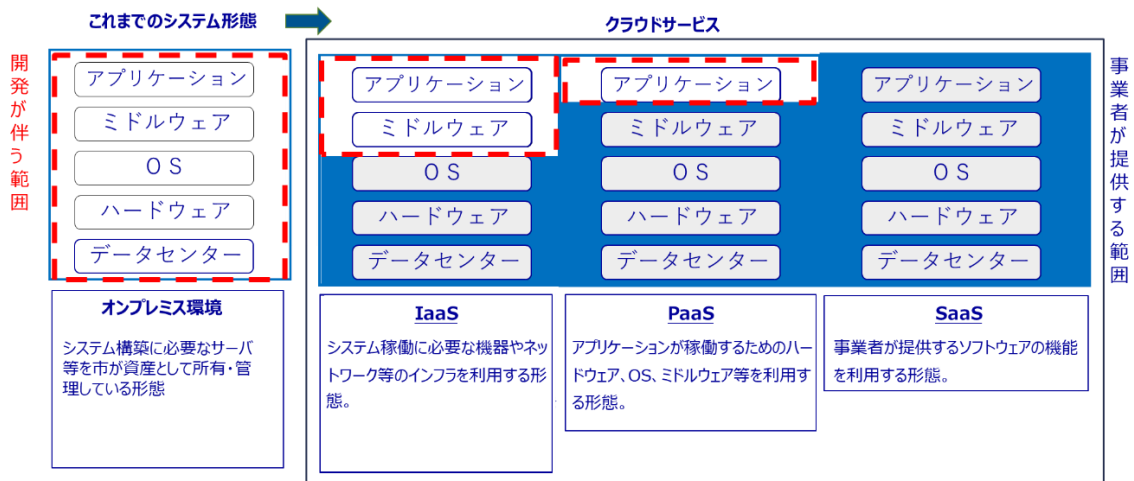 これまでのシステム形態
クラウドサービス
開発が伴う範囲
アプリケーション
ミドルウェア
OS
ハードウェア
データセンター
アプリケーション
ミドルウェア
OS
ハードウェア
データセンター
アプリケーション
ミドルウェア
OS
ハードウェア
データセンター
アプリケーション
ミドルウェア
OS
ハードウェア
データセンター
事業者が提供する範囲
オンプレミス環境
システム構築に必要なサーバ
等を市が資産として所有・管
理している形態
IaaS
システム稼働に必要な機器やネッ
トワーク等のインフラを利用する形
態。
PaaS
アプリケーションが稼働するためのハー
ドウェア、OS、ミドルウェア等を利用す
る形態。
SaaS
事業者が提供するソフトウェアの機能
を利用する形態。